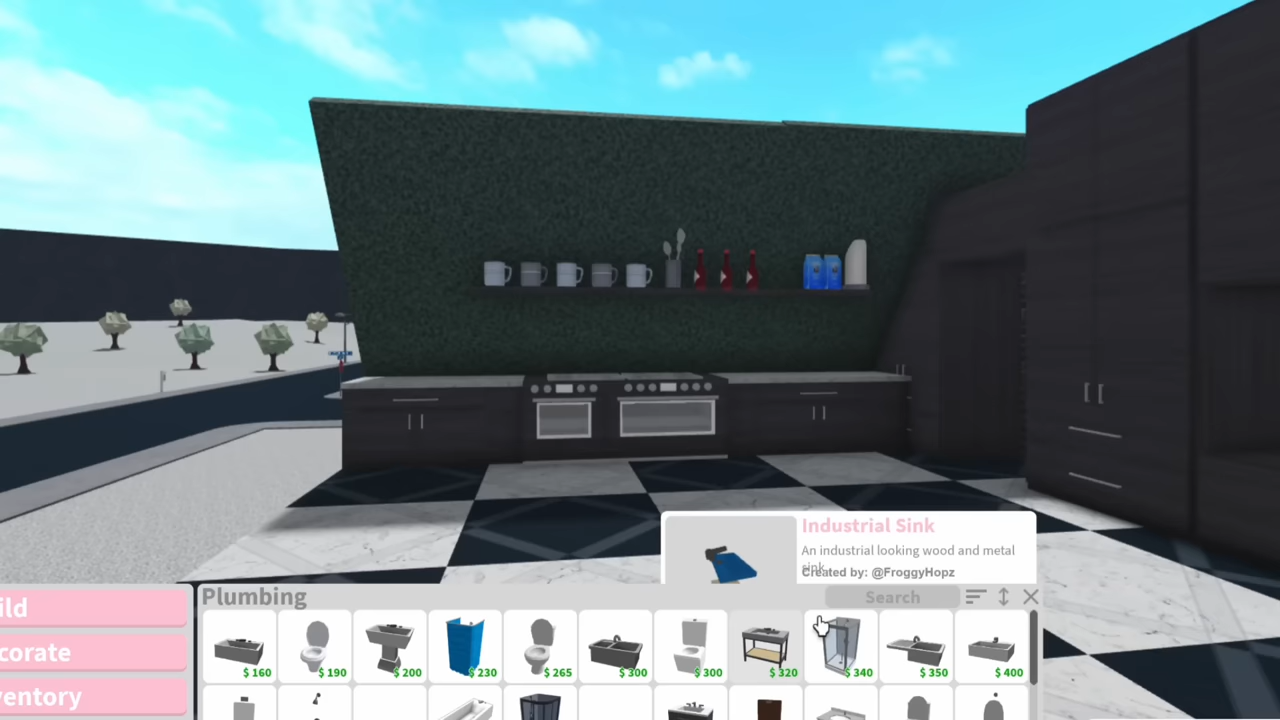 Industrial Sink
An industrial looking wood and metal
sink.
Created by: @FroggyHopz
ild
Plumbing
Search
corate
ventory
$ 160
$ 190
$ 200
$ 230
$ 265
$ 300
$ 300
$ 320
$ 340
$ 350
$ 400